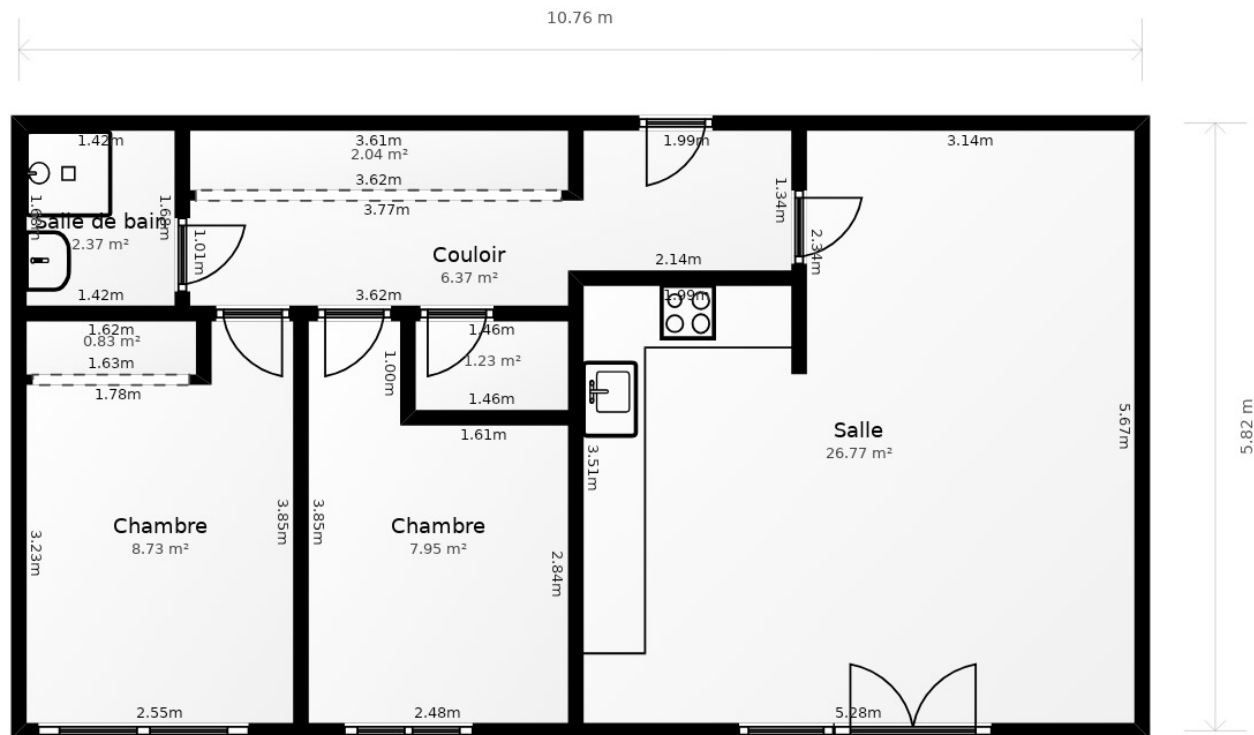 10.76 m
1.42m
3.61m
1.99m
3.14m
2.04 m²
3.62m
1.68m
1.68m
1.34m
3.77m
Salle de bain
2.37 m²
1.01m
2.34m
Couloir
6.37 m²
2.14m
1.42m
3.62m
1.99m
1.62m
0.83 m²
1.63m
1.78m
1.00m
1.46m
1.23 m²
1.46m
1.61m
5.67m
5.82 m
Salle
26.77 m²
3.51m
Chambre
8.73 m²
3.23m
3.85m
3.85m
Chambre
7.95 m²
2.84m
2.55m
2.48m
5.28m